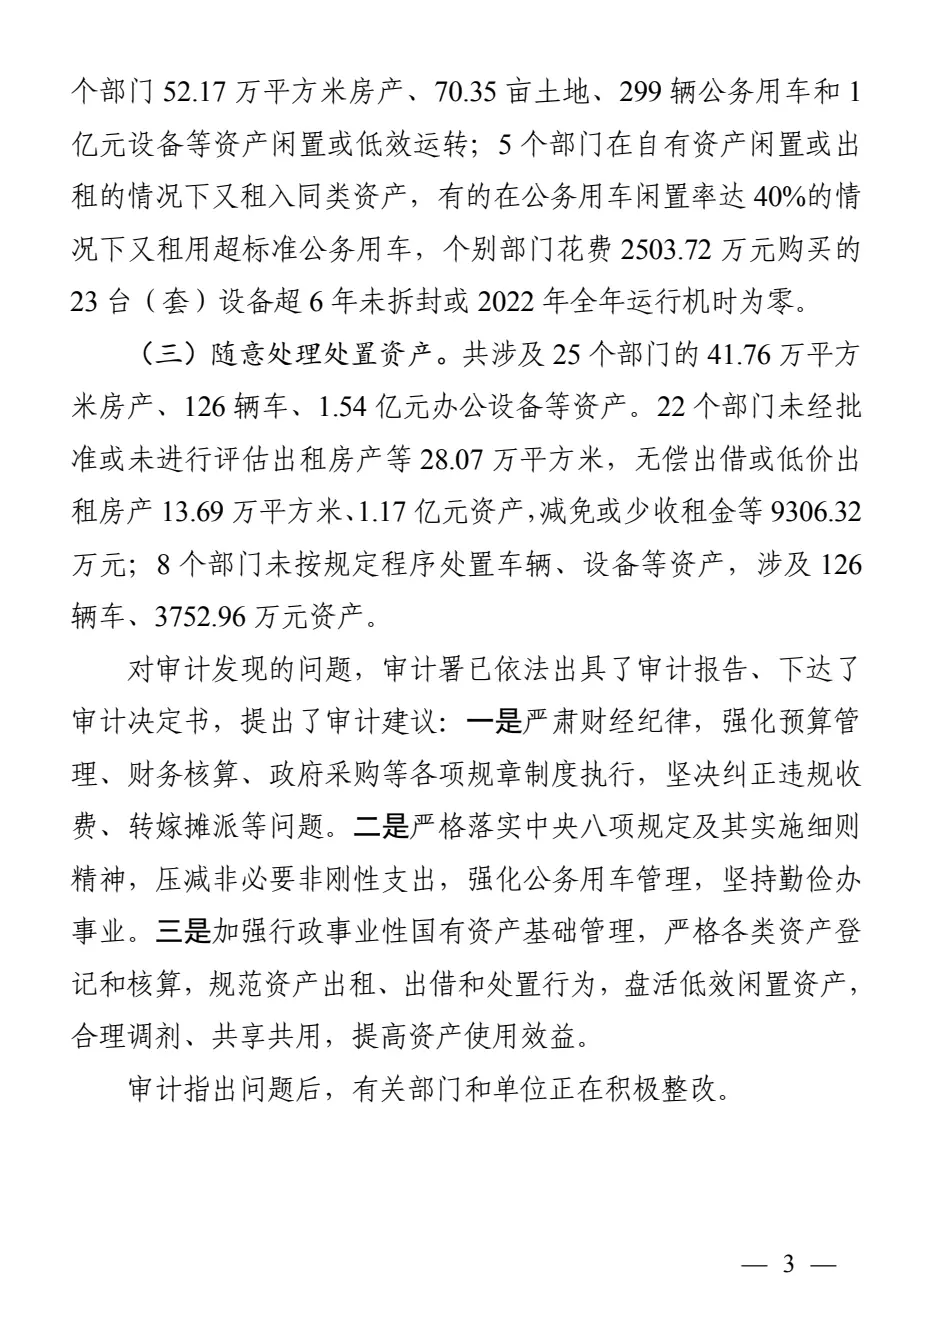 个部门 52.17 万平方米房产、70.35 亩土地、299 辆公务用车和 1
亿元设备等资产闲置或低效运转；5 个部门在自有资产闲置或出
租的情况下又租入同类资产，有的在公务用车闲置率达 40%的情
况下又租用超标准公务用车，个别部门花费 2503.72 万元购买的
23 台（套）设备超 6 年未拆封或 2022 年全年运行机时为零。
（三）随意处理处置资产。共涉及 25 个部门的 41.76 万平方
米房产、126 辆车、1.54 亿元办公设备等资产。22 个部门未经批
准或未进行评估出租房产等 28.07 万平方米，无偿出借或低价出
租房产 13.69 万平方米、1.17 亿元资产，减免或少收租金等 9306.32
万元；8 个部门未按规定程序处置车辆、设备等资产，涉及 126
辆车、3752.96 万元资产。
对审计发现的问题，审计署已依法出具了审计报告、下达了
审计决定书，提出了审计建议：一是严肃财经纪律，强化预算管
理、财务核算、政府采购等各项规章制度执行，坚决纠正违规收
费、转嫁摊派等问题。二是严格落实中央八项规定及其实施细则
精神，压减非必要非刚性支出，强化公务用车管理，坚持勤俭办
事业。三是加强行政事业性国有资产基础管理，严格各类资产登
记和核算，规范资产出租、出借和处置行为，盘活低效闲置资产，
合理调剂、共享共用，提高资产使用效益。
审计指出问题后，有关部门和单位正在积极整改。
— 3 —